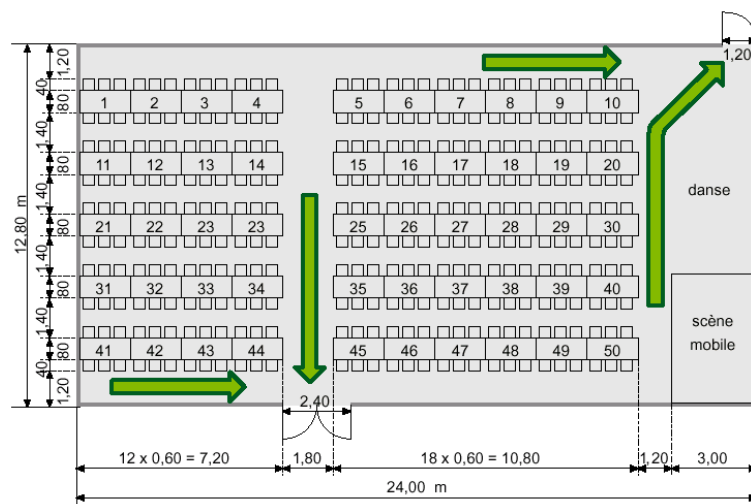 1,20
1,20
40
1 2 3 4 5 6 7 8 9 10
80
1,40
80
11 12 13 14 15 16 17 18 19 20
danse
1,40
12,80 m
80
21 22 23 23 25 26 27 28 29 30
1,40
80
31 32 33 34 35 36 37 38 39 40
scène
mobile
1,40
80
41 42 43 44 45 46 47 48 49 50
40
1,20
2,40
12 x 0,60 = 7,20 1,80 18 x 0,60 = 10,80 1,20 3,00
24,00 m